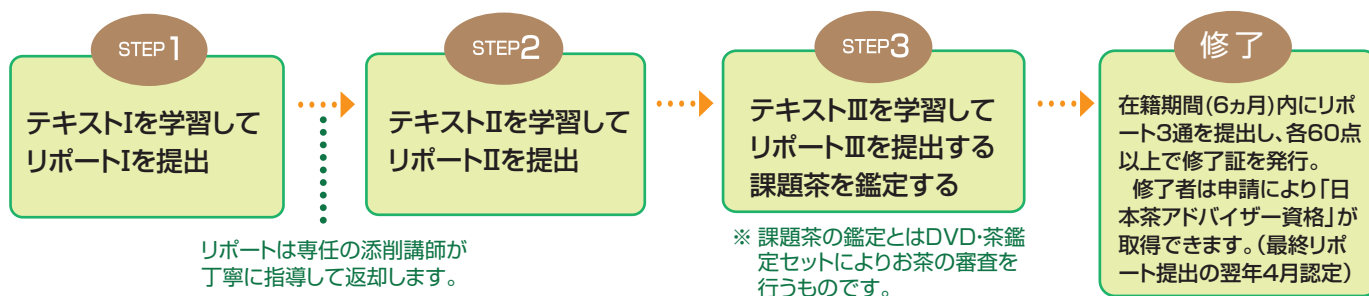 STEP1
テキストIを学習して
リポートIを提出
リポートは専任の添削講師が
丁寧に指導して返却します。
STEP2
テキストⅡを学習して
リポートⅡを提出
STEP3
テキストⅢを学習して
リポートⅢを提出する
課題茶を鑑定する
※ 課題茶の鑑定とはDVD・茶鑑
定セットによりお茶の審査を
行うものです。
修了
在籍期間(6ヵ月)内にリポ
ート3通を提出し、各60点
以上で修了証を発行。
修了者は申請により「日
本茶アドバイザー資格」が
取得できます。(最終リポ
ート提出の翌年4月認定)